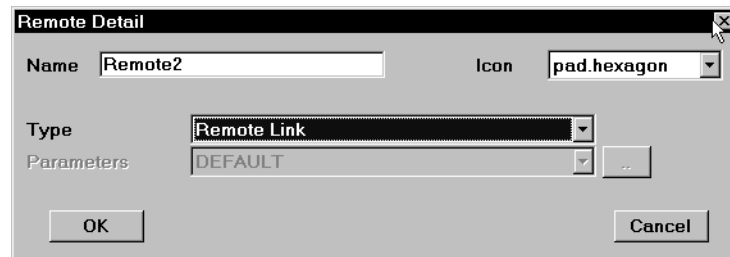 Remote Detail
Name Remote2 Icon pad.hexagon
Type Remote Link
Parameters DEFAULT ..
OK Cancel